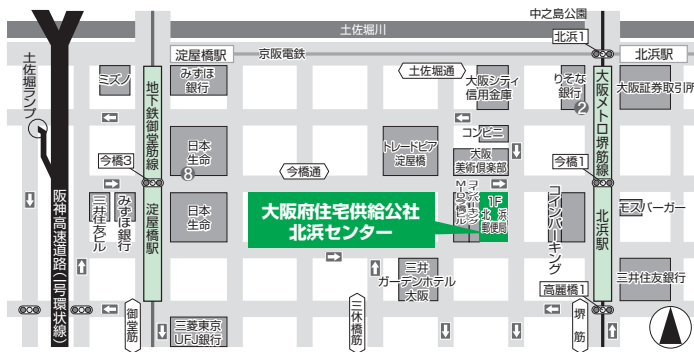 中之島公園
土佐堀川
北浜1
淀屋橋駅
京阪電鉄
北浜駅
土佐堀ランプ
土佐堀通
ミズノ
みずほ
銀行
大阪シティ
信用金庫
りそな
銀行
2
大阪証券取引所
地下鉄御堂筋線
大阪メトロ堺筋線
コンビニ
日本
生命
8
トレードピア
淀屋橋
大阪
美術倶楽部
今橋3
今橋通
今橋1
阪神高速道路(1号環状線)
三井住友ビル
みずほ銀行
淀屋橋駅
日本
生命
大阪府住宅供給公社
北浜センター
コインパーキング
1F
北浜
郵便局
コインパーキング
北浜駅
モスバーガー
三井
ガーデンホテル
大阪
三井住友銀行
高麗橋1
御堂筋
三休橋筋
堺筋
三菱東京
UFJ銀行